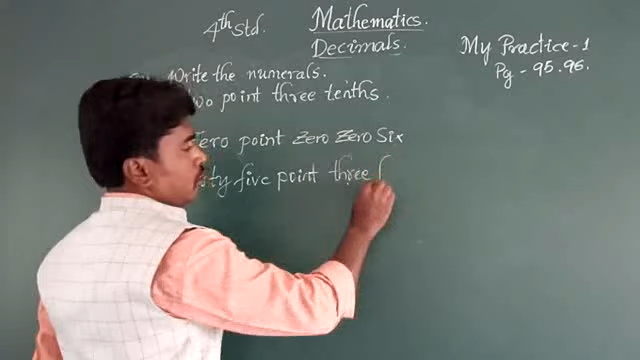 4th Std. Mathematics.
Decimals.
My Practice-1
Pg - 95.96.
Write the numerals.
two point three tenths.
Zero point Zero Zero Six
five point three